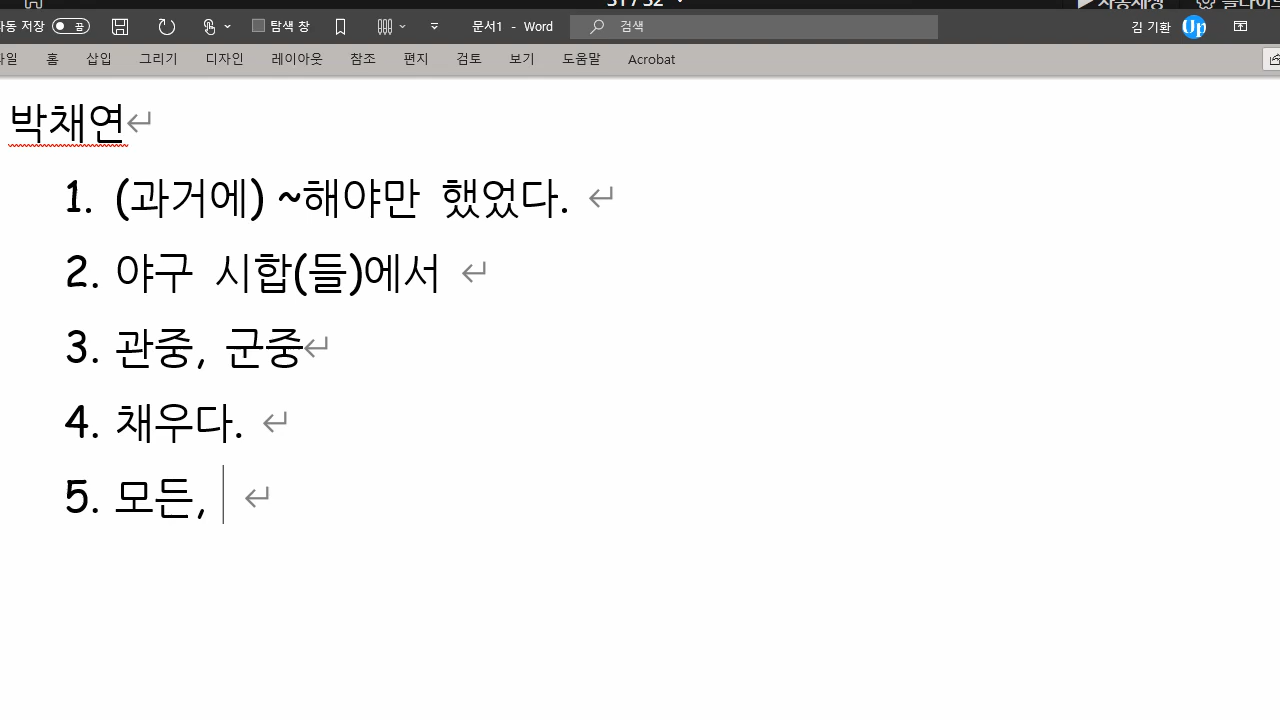 자동 저장 끔 탐색 창 문서1 - Word 검색 김 기환 Up
홈 삽입 그리기 디자인 레이아웃 참조 편지 검토 보기 도움말 Acrobat
박채연
1. (과거에) ~해야만 했었다.
2. 야구 시합(들)에서
3. 관중, 군중
4. 채우다.
5. 모든,